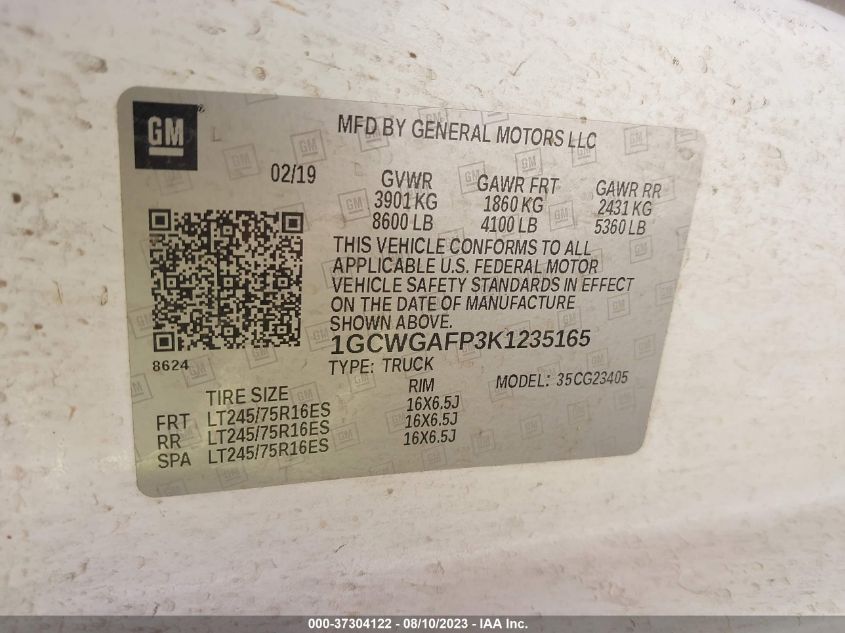 GM
L
MFD BY GENERAL MOTORS LLC
02/19
GVWR GAWR FRT GAWR RR
3901 KG 1860 KG 2431 KG
8600 LB 4100 LB 5360 LB
THIS VEHICLE CONFORMS TO ALL
APPLICABLE U.S. FEDERAL MOTOR
VEHICLE SAFETY STANDARDS IN EFFECT
ON THE DATE OF MANUFACTURE
SHOWN ABOVE.
1GCWGAFP3K1235165
8624
TYPE: TRUCK MODEL: 35CG23405
TIRE SIZE RIM
FRT LT245/75R16ES 16X6.5J
RR LT245/75R16ES 16X6.5J
SPA LT245/75R16ES 16X6.5J
000-37304122 - 08/10/2023 - IAA Inc.